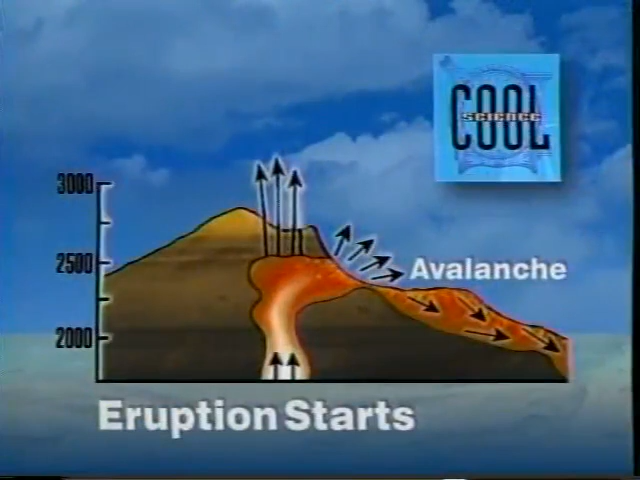 COOL
SCIENCE
3000
2500
Avalanche
2000
Eruption Starts